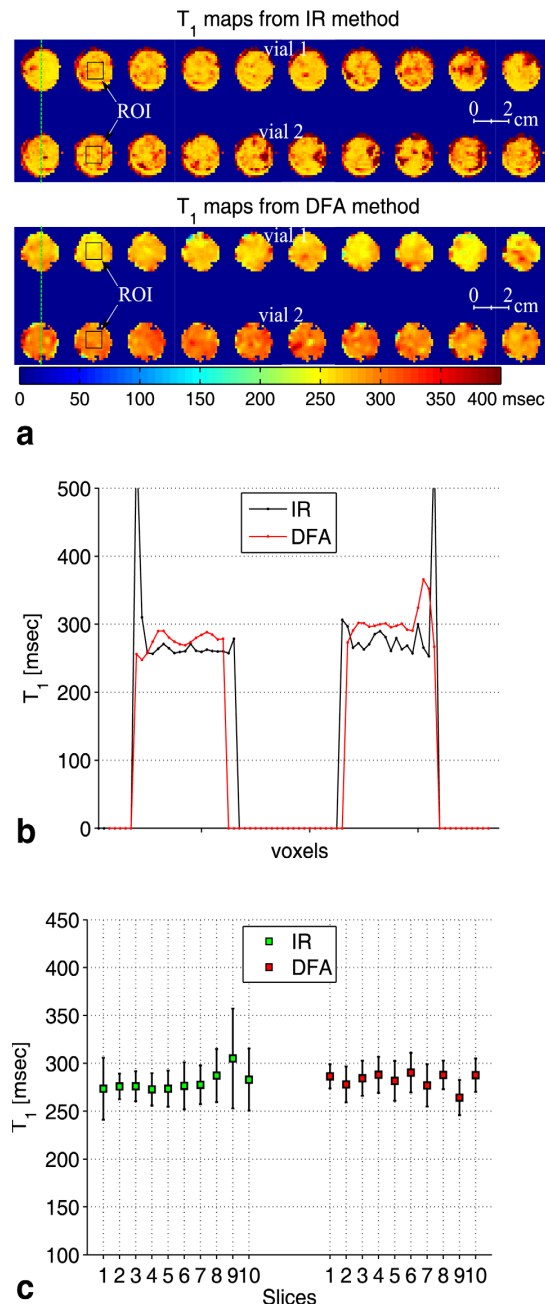 T1 maps from IR method
vial 1
ROI
0 2
cm
vial 2
T1 maps from DFA method
vial 1
ROI
0 2
cm
vial 2
0 50 100 150 200 250 300 350 400 msec
a
500
400
300
200
100
0
T1 [msec]
IR
DFA
voxels
b
450
400
350
300
250
200
150
100
T1 [msec]
IR
DFA
1 2 3 4 5 6 7 8 9 10 1 2 3 4 5 6 7 8 9 10
Slices
c